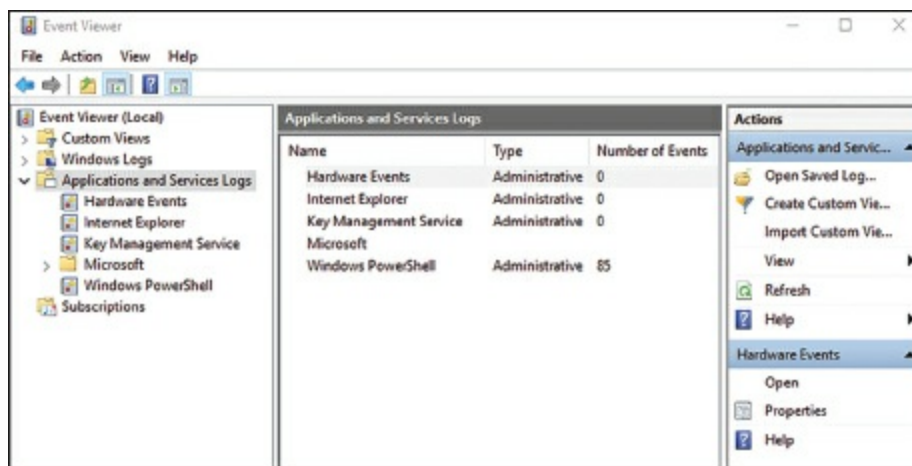 Event Viewer
File Action View Help
Event Viewer (Local)
Custom Views
Windows Logs
Applications and Services Logs
Hardware Events
Internet Explorer
Key Management Service
Microsoft
Windows PowerShell
Subscriptions
Applications and Services Logs
Name Type Number of Events
Hardware Events Administrative 0
Internet Explorer Administrative 0
Key Management Service Administrative 0
Microsoft
Windows PowerShell Administrative 85
Actions
Applications and Servic...
Open Saved Log...
Create Custom Vie...
Import Custom Vie...
View
Refresh
Help
Hardware Events
Open
Properties
Help